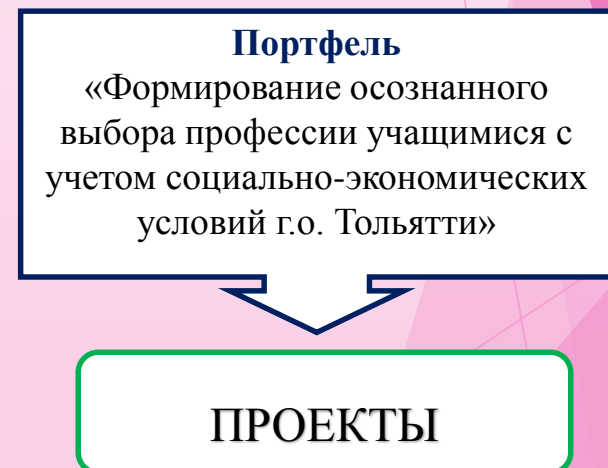 Портфель
«Формирование осознанного
выбора профессии учащимися с
учетом социально-экономических
условий г.о. Тольятти»
ПРОЕКТЫ